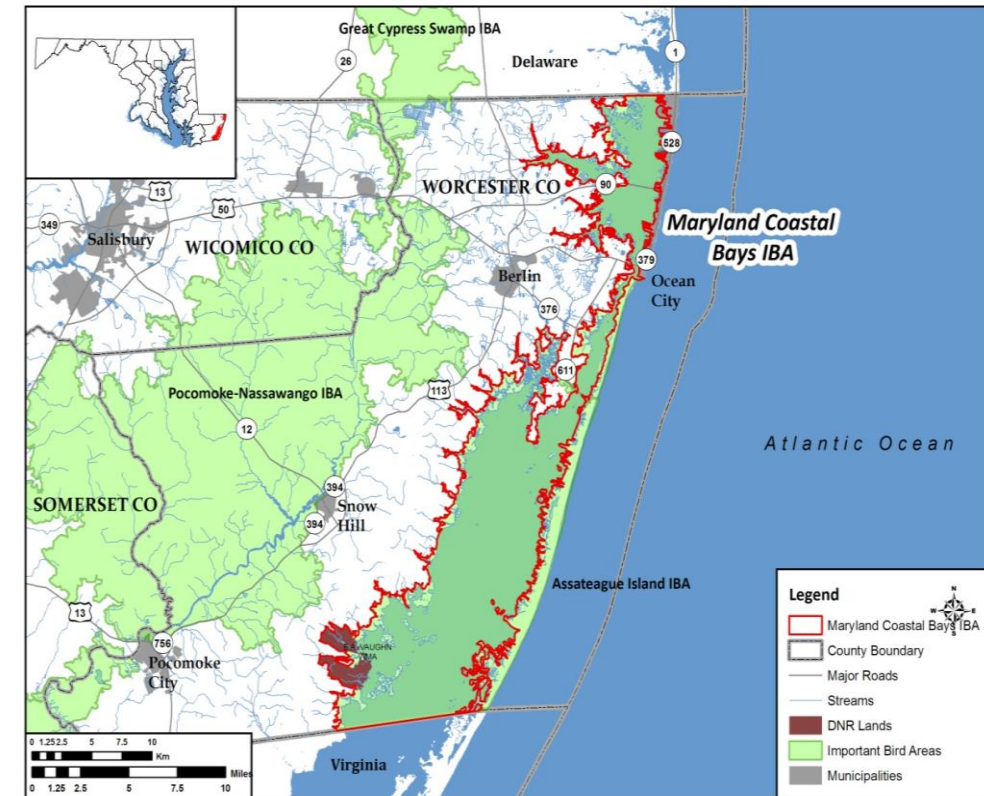 Great Cypress Swamp IBA
26
Delaware
1
528
13
50
WORCESTER CO
90
349
Salisbury
WICOMICO CO
Maryland Coastal
Bays IBA
379
Berlin
Ocean
City
376
611
113
Pocomoke-Nassawango IBA
12
Atlantic Ocean
394
SOMERSET CO
Snow
Hill
394
Assateague Island IBA
13
756
VAUGHN
WMA
Pocomoke
City
Virginia
0 1.25 2.5 5 7.5 10
Km
Miles
0 1.25 2.5 5 7.5 10
Legend
N
W E
S
Maryland Coastal Bays IBA
County Boundary
Major Roads
Streams
DNR Lands
Important Bird Areas
Municipalities